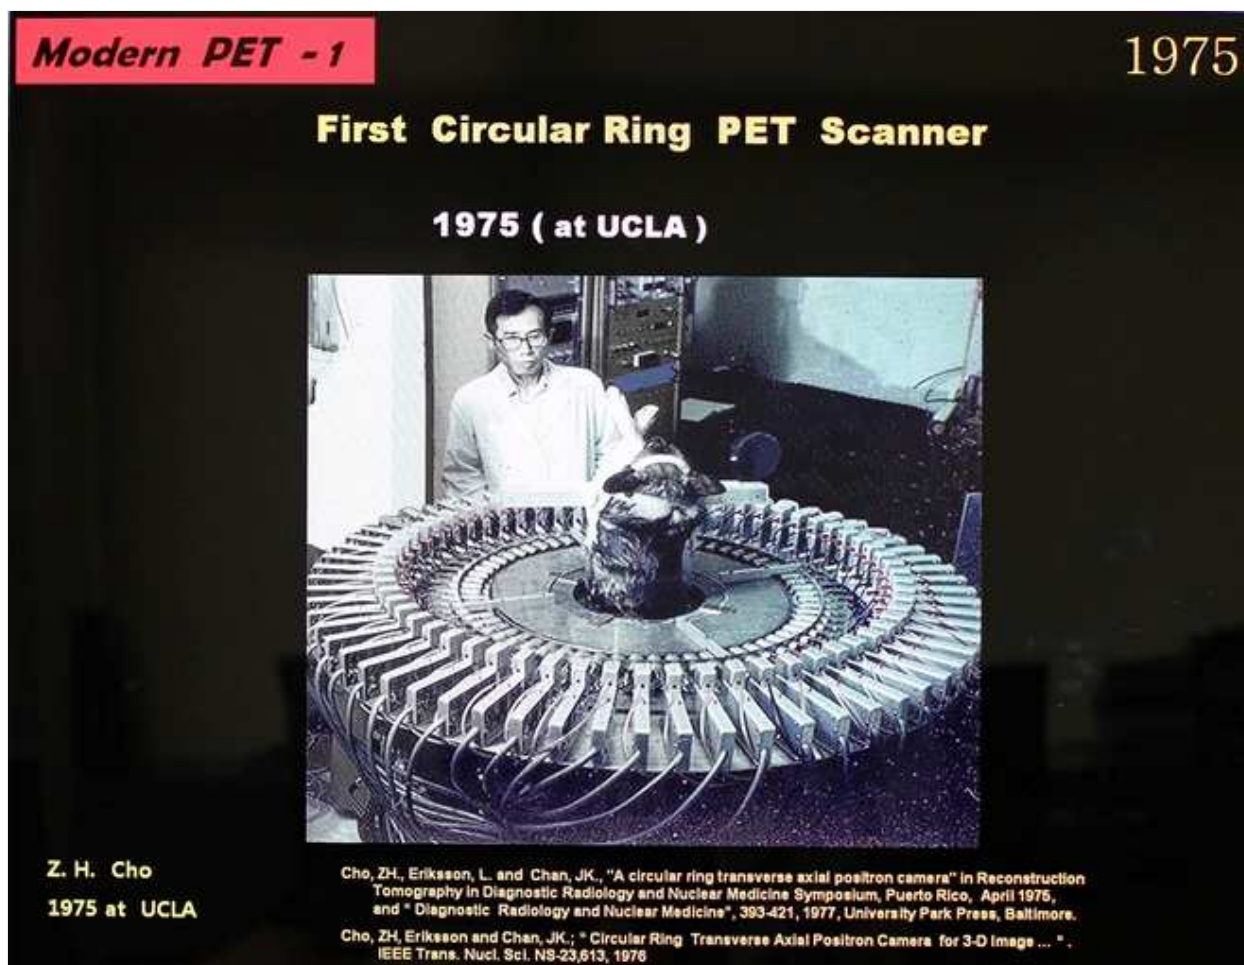 Modern PET - 1
1975
First Circular Ring PET Scanner
1975 ( at UCLA )
Z. H. Cho
1975 at UCLA
Cho, ZH., Eriksson, L. and Chan, JK., "A circular ring transverse axial positron camera" in Reconstruction
Tomography in Diagnostic Radiology and Nuclear Medicine Symposium, Puerto Rico, April 1975,
and " Diagnostic Radiology and Nuclear Medicine", 393-421, 1977, University Park Press, Baltimore.
Cho, ZH, Eriksson and Chan, JK.; " Circular Ring Transverse Axial Positron Camera for 3-D Image ... " .
IEEE Trans. Nucl. Sci. NS-23,613, 1976